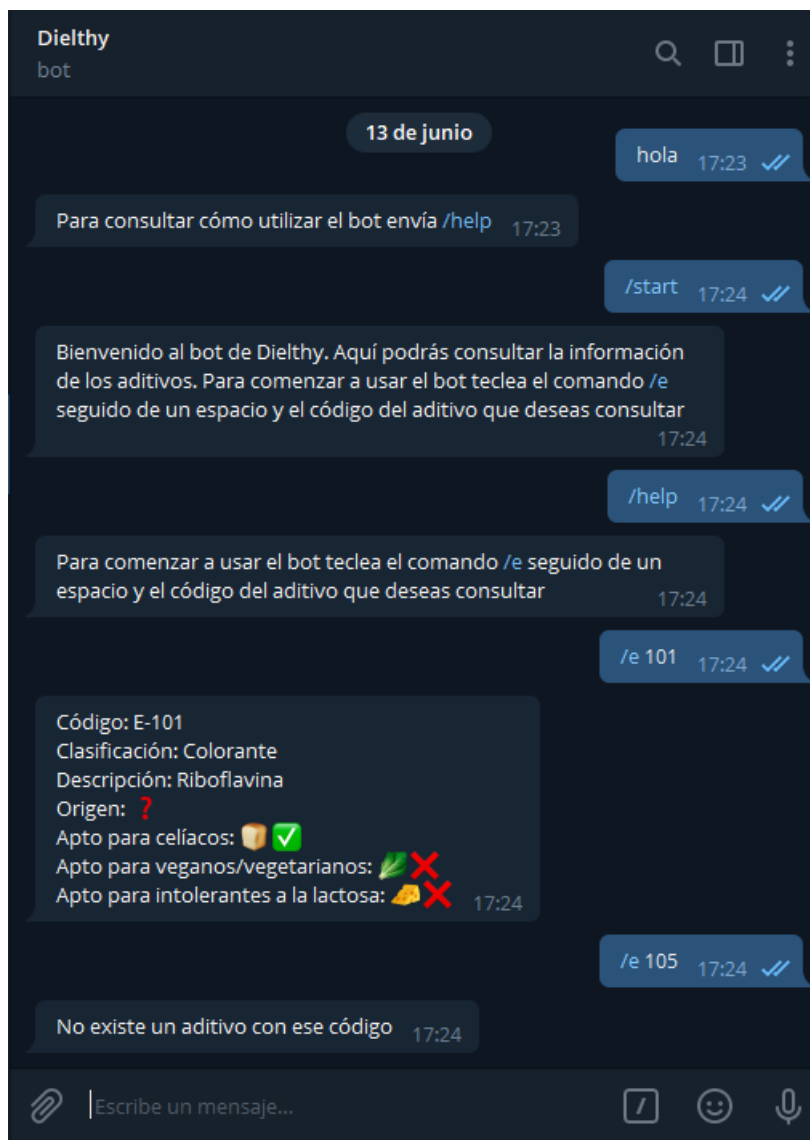 Dielthy
bot
13 de junio
hola 17:23
Para consultar cómo utilizar el bot envía /help 17:23
/start 17:24
Bienvenido al bot de Dielthy. Aquí podrás consultar la información
de los aditivos. Para comenzar a usar el bot teclea el comando /e
seguido de un espacio y el código del aditivo que deseas consultar
17:24
/help 17:24
Para comenzar a usar el bot teclea el comando /e seguido de un
espacio y el código del aditivo que deseas consultar 17:24
/e 101 17:24
Código: E-101
Clasificación: Colorante
Descripción: Riboflavina
Origen: ❓
Apto para celíacos: 🍞✅
Apto para veganos/vegetarianos: 🥬❌
Apto para intolerantes a la lactosa: 🧀❌ 17:24
/e 105 17:24
No existe un aditivo con ese código 17:24
Escribe un mensaje...